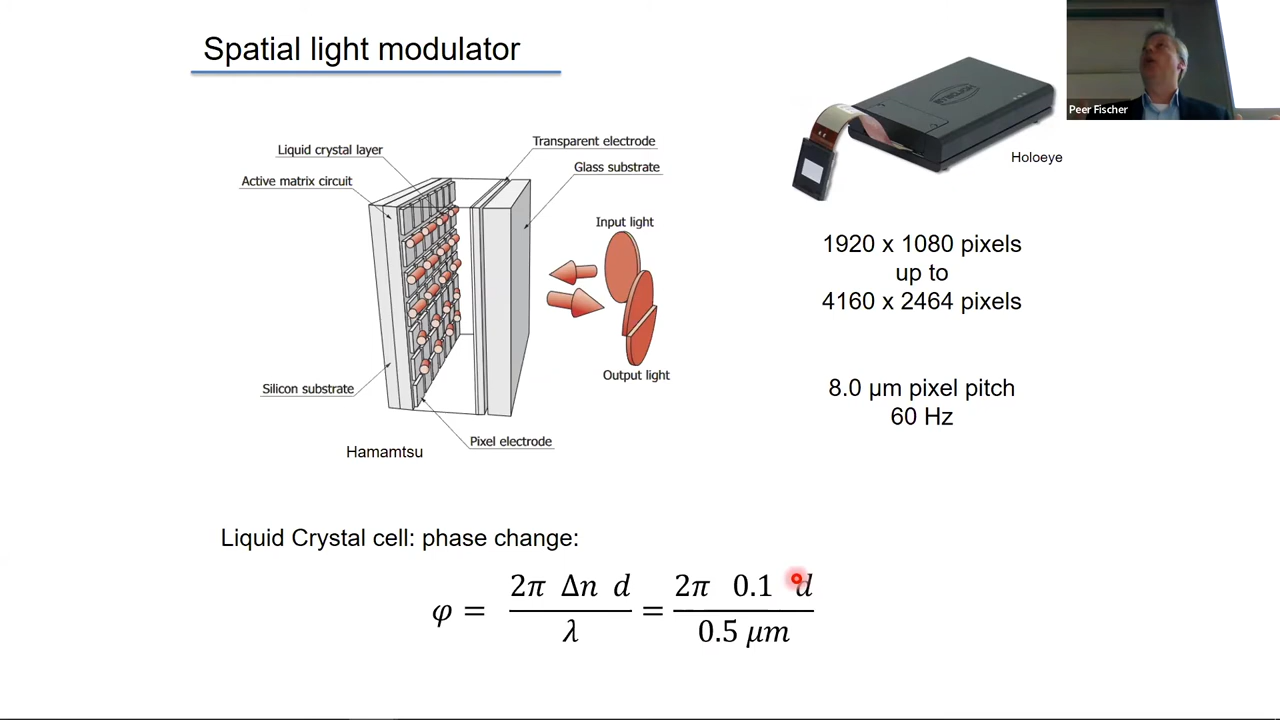 Spatial light modulator
Peer Fischer
Liquid crystal layer
Active matrix circuit
Transparent electrode
Glass substrate
Input light
Output light
Silicon substrate
Pixel electrode
Hamamtsu
HOLOEYE
Holoeye
1920 x 1080 pixels
up to
4160 x 2464 pixels
8.0 µm pixel pitch
60 Hz
Liquid Crystal cell: phase change:
φ = 2π Δn d / λ = 2π 0.1 d / 0.5 μm